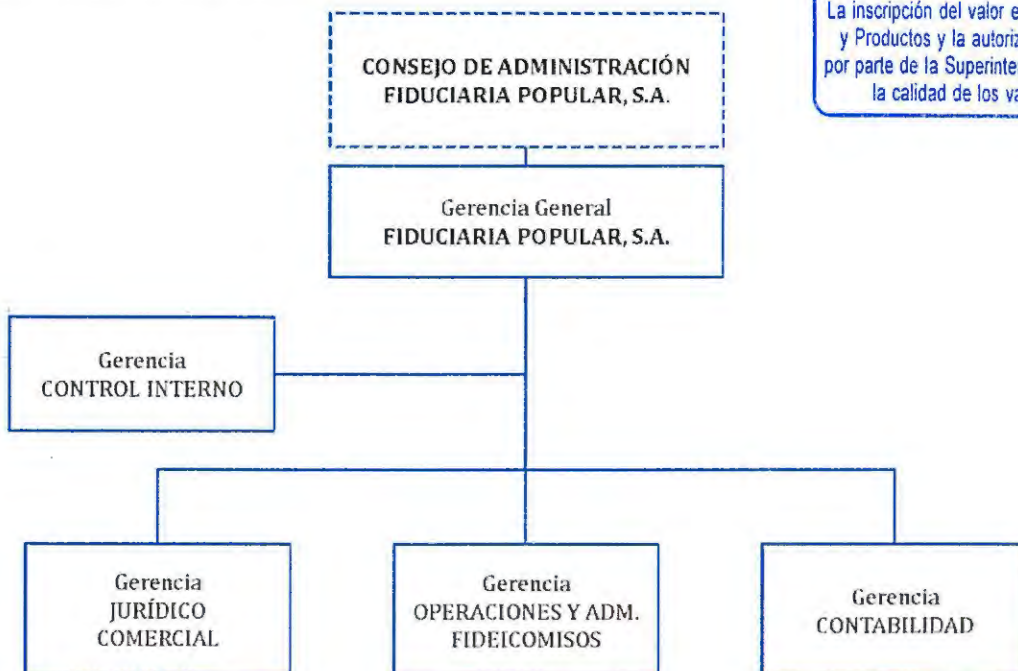 La inscripción del valor e
y Productos y la autoriz
por parte de la Superinte
la calidad de los va
CONSEJO DE ADMINISTRACIÓN
FIDUCIARIA POPULAR, S.A.
Gerencia General
FIDUCIARIA POPULAR, S.A.
Gerencia
CONTROL INTERNO
Gerencia
JURÍDICO
COMERCIAL
Gerencia
OPERACIONES Y ADM.
FIDEICOMISOS
Gerencia
CONTABILIDAD